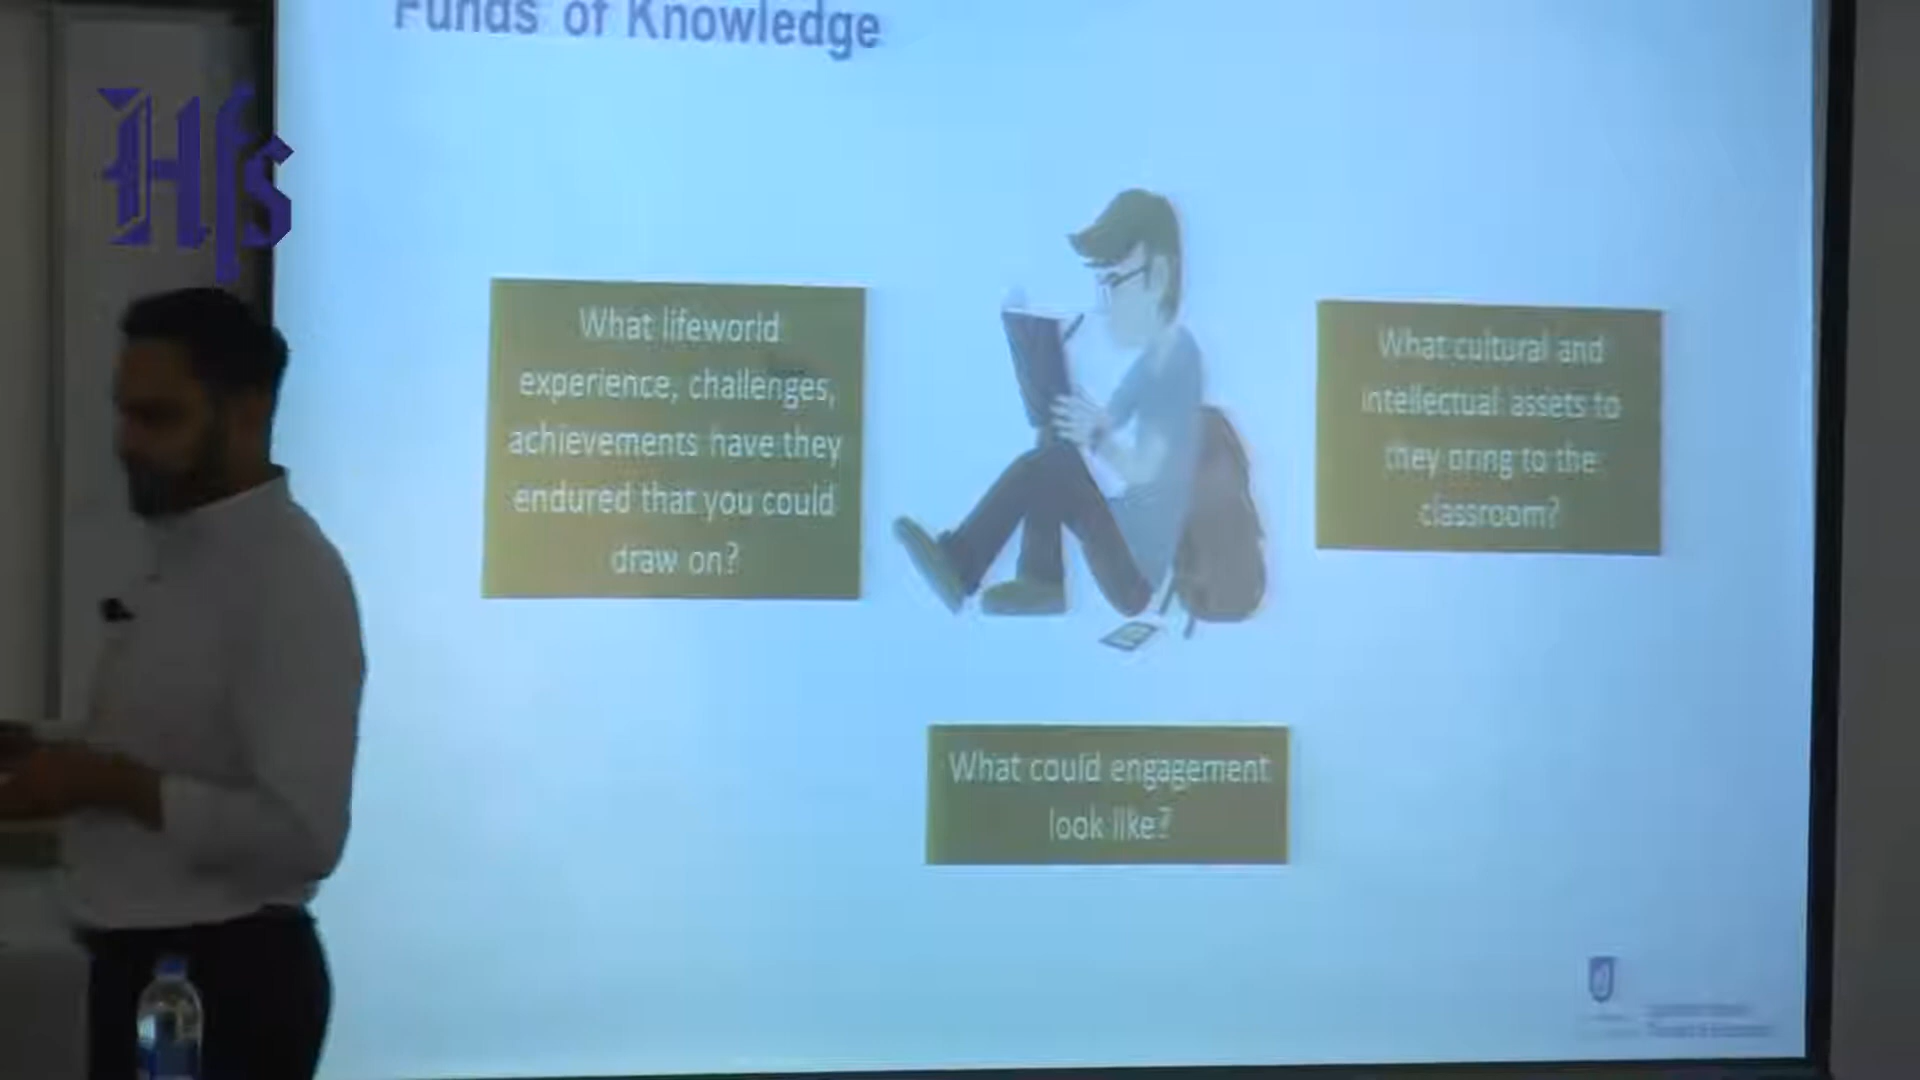 Funds of Knowledge
Hfs
What lifeworld
experience, challenges,
achievements have they
endured that you could
draw on?
What cultural and
intellectual assets to
they bring to the
classroom?
What could engagement
look like?